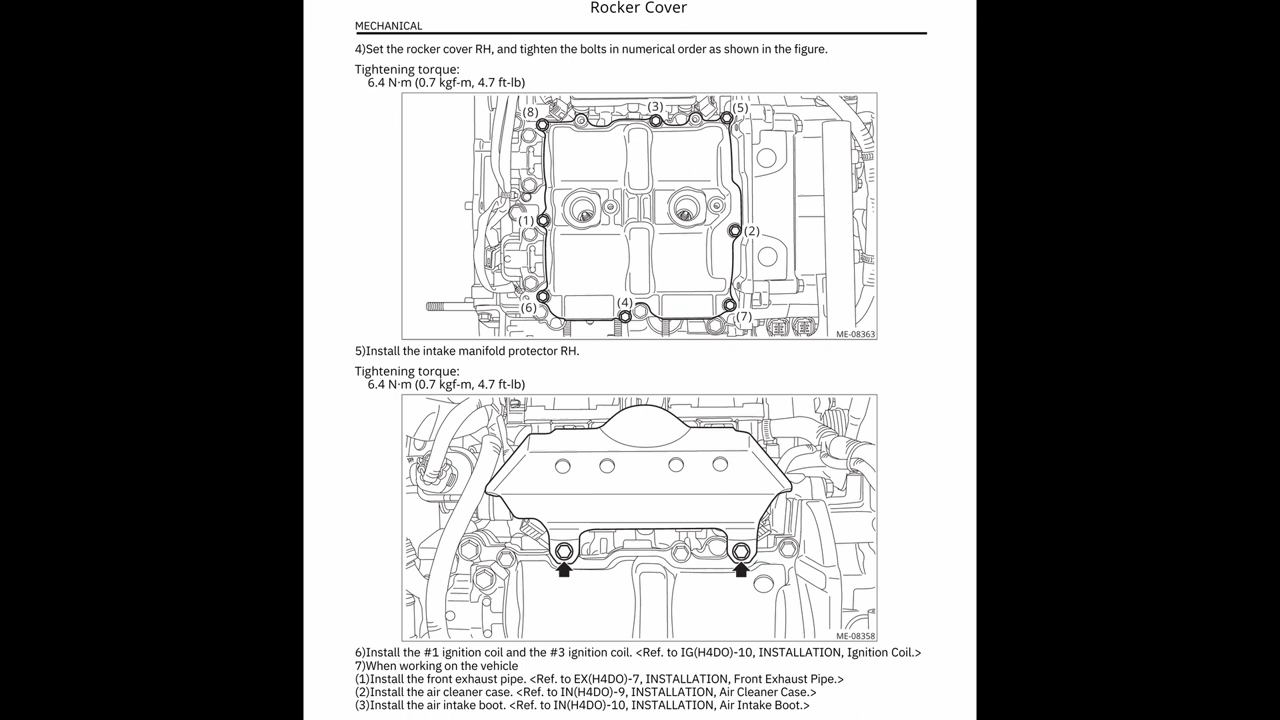 Rocker Cover
MECHANICAL
4)Set the rocker cover RH, and tighten the bolts in numerical order as shown in the figure.
Tightening torque:
6.4 N·m (0.7 kgf-m, 4.7 ft-lb)
(8) (3) (5)
(1) (2)
(6) (4) (7)
ME-08363
5)Install the intake manifold protector RH.
Tightening torque:
6.4 N·m (0.7 kgf-m, 4.7 ft-lb)
ME-08358
6)Install the #1 ignition coil and the #3 ignition coil. <Ref. to IG(H4DO)-10, INSTALLATION, Ignition Coil.>
7)When working on the vehicle
(1)Install the front exhaust pipe. <Ref. to EX(H4DO)-7, INSTALLATION, Front Exhaust Pipe.>
(2)Install the air cleaner case. <Ref. to IN(H4DO)-9, INSTALLATION, Air Cleaner Case.>
(3)Install the air intake boot. <Ref. to IN(H4DO)-10, INSTALLATION, Air Intake Boot.>